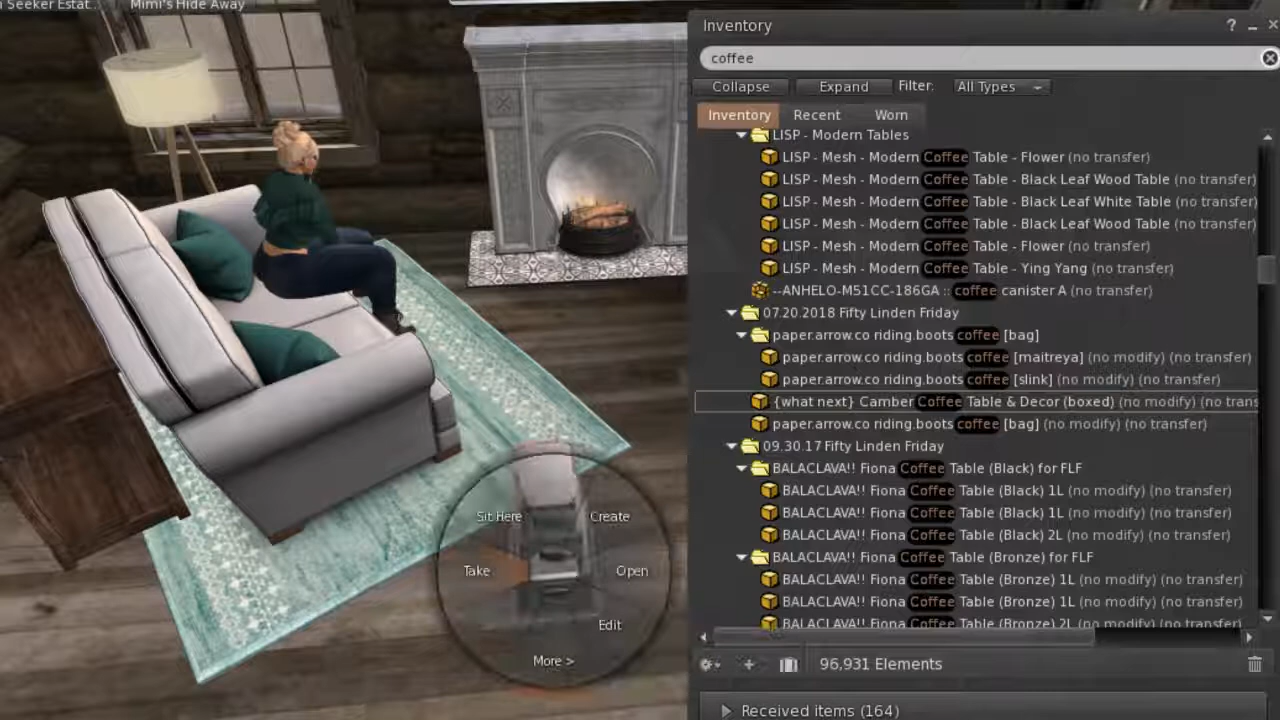 Seeker Estat...
Mimi's Hide Away
Inventory
coffee
Collapse
Expand
Filter:
All Types
Inventory
Recent
Worn
LISP - Modern Tables
LISP - Mesh - Modern Coffee Table - Flower (no transfer)
LISP - Mesh - Modern Coffee Table - Black Leaf Wood Table (no transfer)
LISP - Mesh - Modern Coffee Table - Black Leaf White Table (no transfer)
LISP - Mesh - Modern Coffee Table - Black Leaf Wood Table (no transfer)
LISP - Mesh - Modern Coffee Table - Flower (no transfer)
LISP - Mesh - Modern Coffee Table - Ying Yang (no transfer)
--ANHELO-M51CC-186GA :: coffee canister A (no transfer)
07.20.2018 Fifty Linden Friday
paper.arrow.co riding.boots coffee [bag]
paper.arrow.co riding.boots coffee [maitreya] (no modify) (no transfer)
paper.arrow.co riding.boots coffee [slink] (no modify) (no transfer)
{what next} Camber Coffee Table & Decor (boxed) (no modify) (no trans
paper.arrow.co riding.boots coffee [bag] (no modify) (no transfer)
09.30.17 Fifty Linden Friday
BALACLAVA!! Fiona Coffee Table (Black) for FLF
BALACLAVA!! Fiona Coffee Table (Black) 1L (no modify) (no transfer)
BALACLAVA!! Fiona Coffee Table (Black) 1L (no modify) (no transfer)
BALACLAVA!! Fiona Coffee Table (Black) 2L (no modify) (no transfer)
BALACLAVA!! Fiona Coffee Table (Bronze) for FLF
BALACLAVA!! Fiona Coffee Table (Bronze) 1L (no modify) (no transfer)
BALACLAVA!! Fiona Coffee Table (Bronze) 1L (no modify) (no transfer)
BALACLAVA!! Fiona Coffee Table (Bronze) 2L (no modify) (no transfer)
Sit Here
Create
Take
Open
Edit
More >
96,931 Elements
Received items (164)